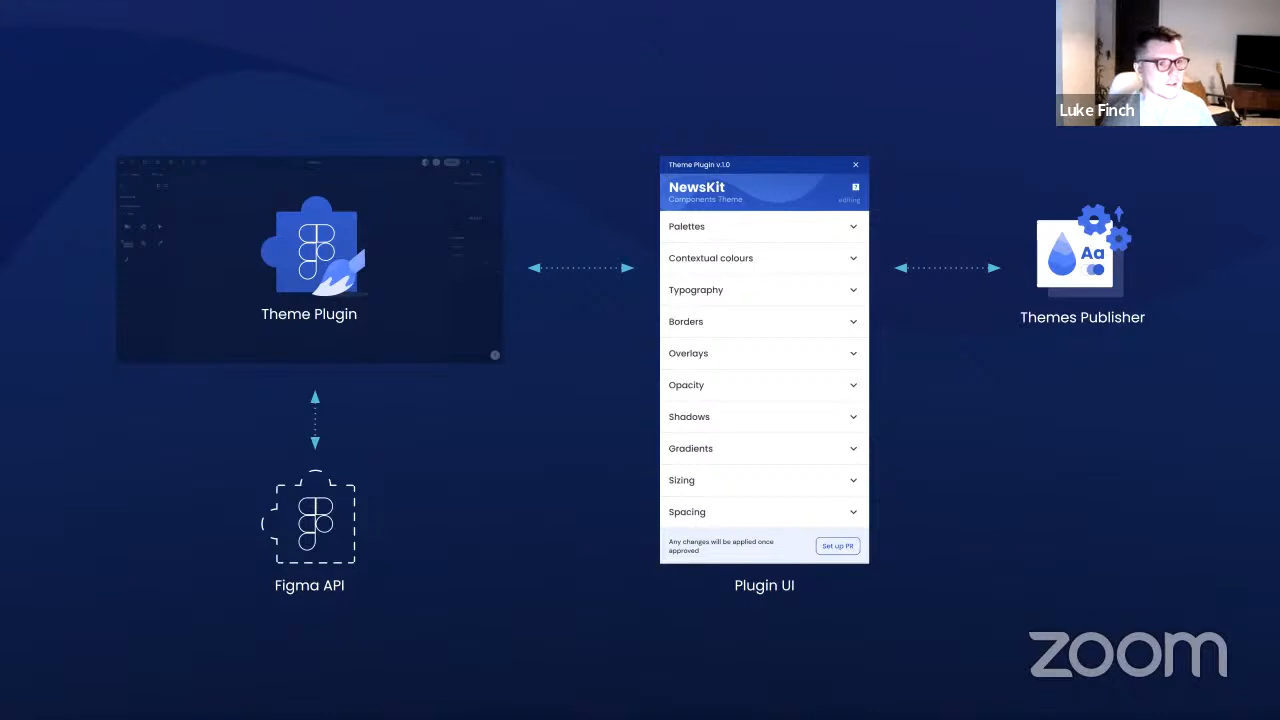 Luke Finch
Theme Plugin
Figma API
Theme Plugin v.1.0
NewsKit
Components Theme
editing
Palettes
Contextual colours
Typography
Borders
Overlays
Opacity
Shadows
Gradients
Sizing
Spacing
Any changes will be applied once
approved
Set up PR
Plugin UI
Aa
Themes Publisher
zoom